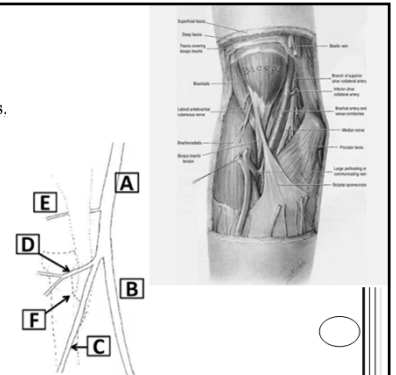 s.
Superficial fascia
Deep fascia
Fascia covering
biceps brachii
Brachialis
Lateral antebrachial
cutaneous nerve
Brachioradialis
Biceps brachii
tendon
Biceps
Basilic vein
Branch of superior
ulnar collateral artery
Inferior ulnar
collateral artery
Brachial artery and
venae comitantes
Median nerve
Pronator teres
Large perforating or
communicating vein
Bicipital aponeurosis
A
E
D
B
F
C